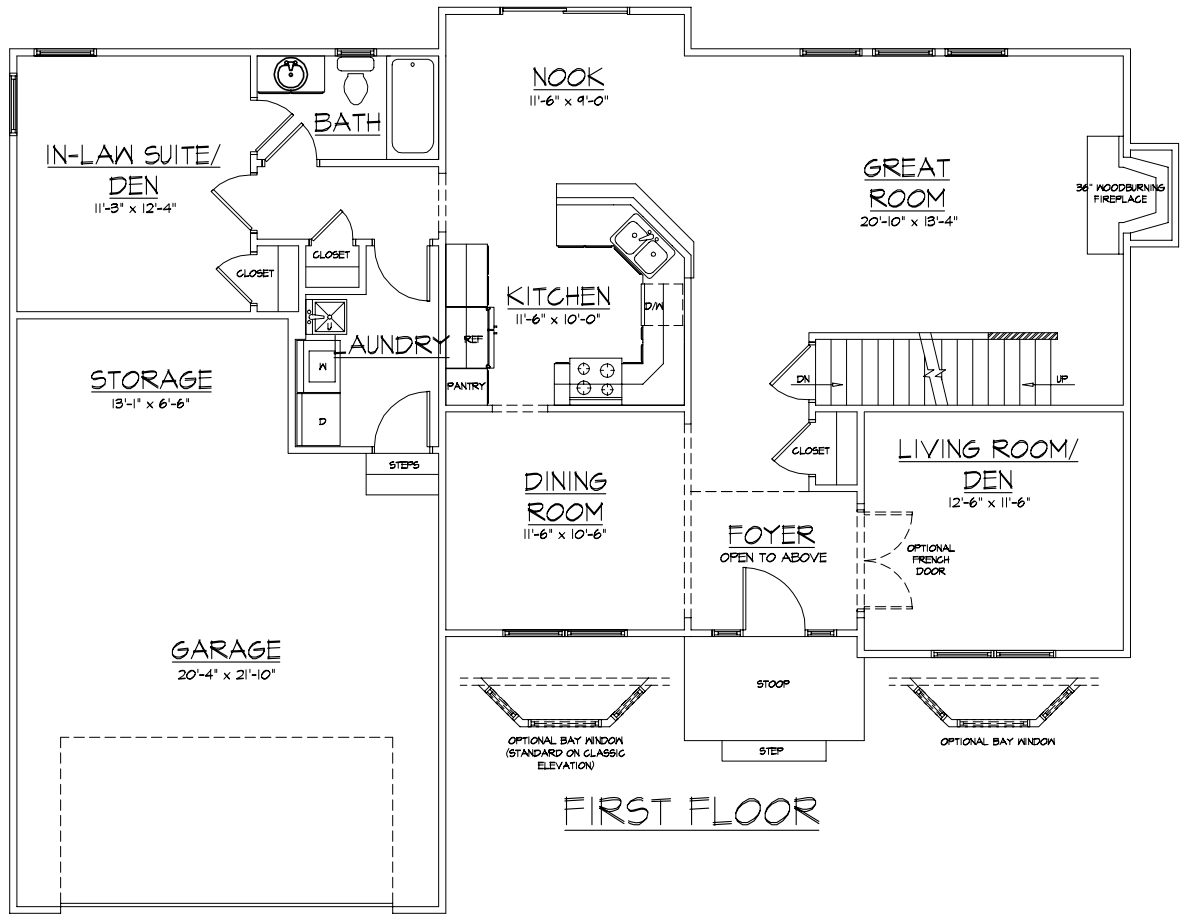 NOOK
11'-6" x 9'-0"
BATH
IN-LAW SUITE/
DEN
11'-3" x 12'-4"
GREAT
ROOM
20'-10" x 13'-4"
36" WOODBURNING
FIREPLACE
CLOSET
CLOSET
KITCHEN
11'-6" x 10'-0"
D/W
U
LAUNDRY
REF
W
PANTRY
D
STORAGE
13'-1" x 6'-6"
DN
UP
STEPS
CLOSET
LIVING ROOM/
DEN
12'-6" x 11'-6"
DINING
ROOM
11'-6" x 10'-6"
FOYER
OPEN TO ABOVE
OPTIONAL
FRENCH
DOOR
GARAGE
20'-4" x 21'-10"
STOOP
STEP
OPTIONAL BAY WINDOW
(STANDARD ON CLASSIC
ELEVATION)
OPTIONAL BAY WINDOW
FIRST FLOOR